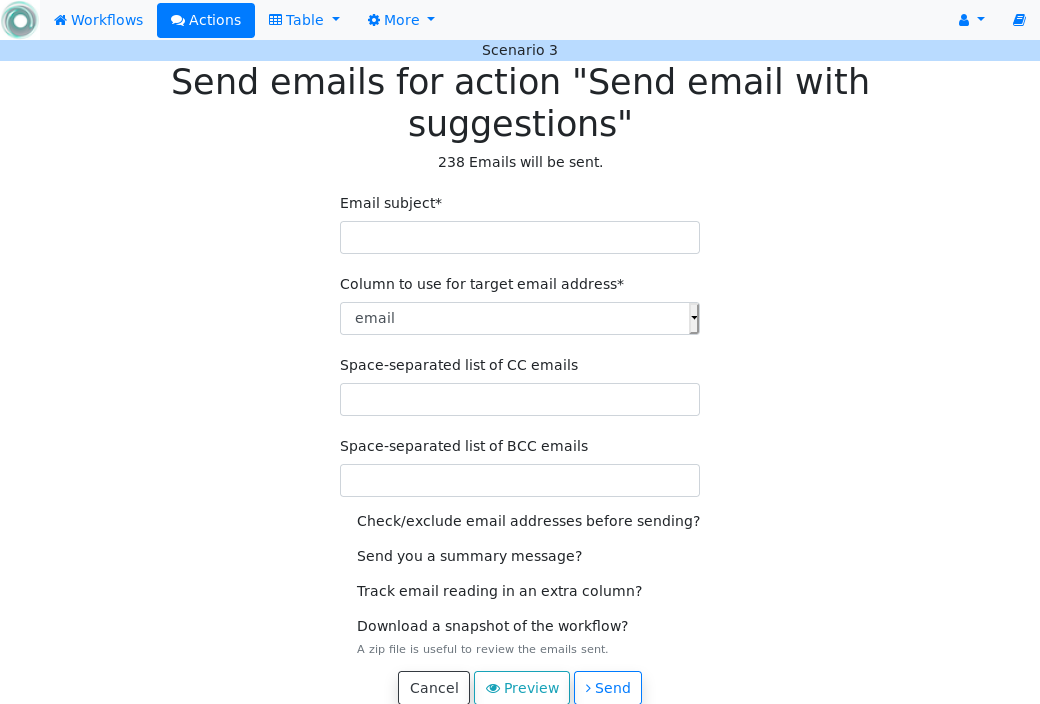 Workflows Actions Table More
Scenario 3
Send emails for action "Send email with
suggestions"
238 Emails will be sent.
Email subject*
Column to use for target email address*
email
Space-separated list of CC emails
Space-separated list of BCC emails
Check/exclude email addresses before sending?
Send you a summary message?
Track email reading in an extra column?
Download a snapshot of the workflow?
A zip file is useful to review the emails sent.
Cancel Preview Send